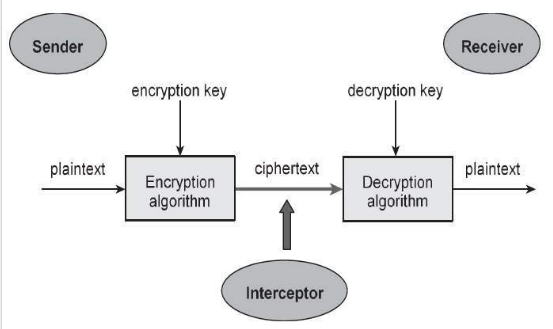 Sender
Receiver
encryption key
decryption key
plaintext
Encryption
algorithm
ciphertext
Decryption
algorithm
plaintext
Interceptor